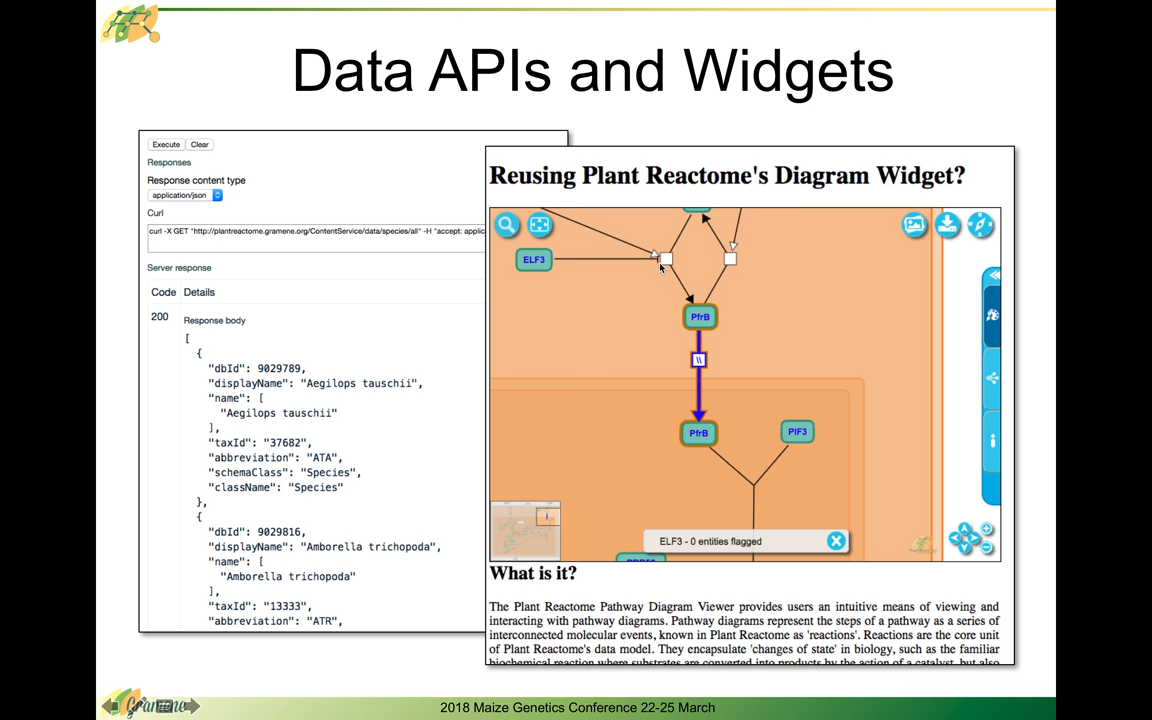 Data APIs and Widgets
Execute Clear
Responses
Response content type
application/json
Curl
curl -X GET "http://plantreactome.gramene.org/ContentService/data/species/all" -H "accept: applic
Server response
Code Details
200 Response body
[
{
"dbId": 9029789,
"displayName": "Aegilops tauschii",
"name": [
"Aegilops tauschii"
],
"taxId": "37682",
"abbreviation": "ATA",
"schemaClass": "Species",
"className": "Species"
},
{
"dbId": 9029816,
"displayName": "Amborella trichopoda",
"name": [
"Amborella trichopoda"
],
"taxId": "13333",
"abbreviation": "ATR",
Reusing Plant Reactome's Diagram Widget?
ELF3
PfrB
\\
PfrB
PIF3
ELF3 - 0 entities flagged
What is it?
The Plant Reactome Pathway Diagram Viewer provides users an intuitive means of viewing and
interacting with pathway diagrams. Pathway diagrams represent the steps of a pathway as a series of
interconnected molecular events, known in Plant Reactome as 'reactions'. Reactions are the core unit
of Plant Reactome's data model. They encapsulate 'changes of state' in biology, such as the familiar
biochemical reaction where substrates are converted into products by the action of a catalyst, but also
Gramene
2018 Maize Genetics Conference 22-25 March